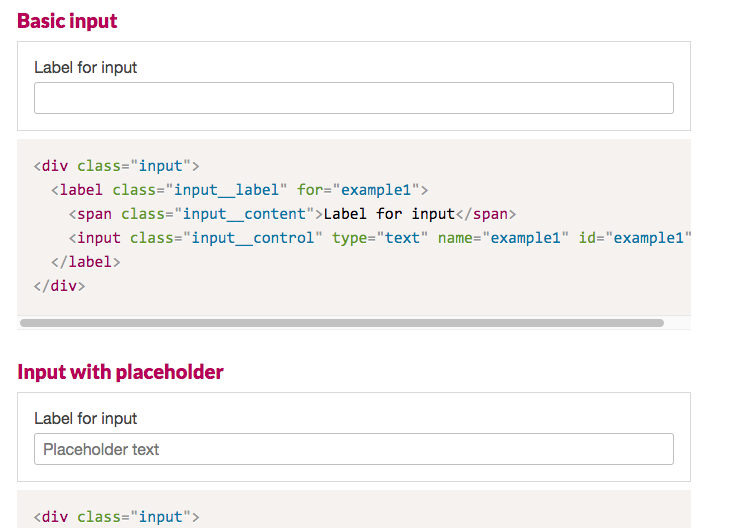 Basic input
Label for input
<div class="input">
  <label class="input__label" for="example1">
    <span class="input__content">Label for input</span>
    <input class="input__control" type="text" name="example1" id="example1"
  </label>
</div>
Input with placeholder
Label for input
Placeholder text
<div class="input">